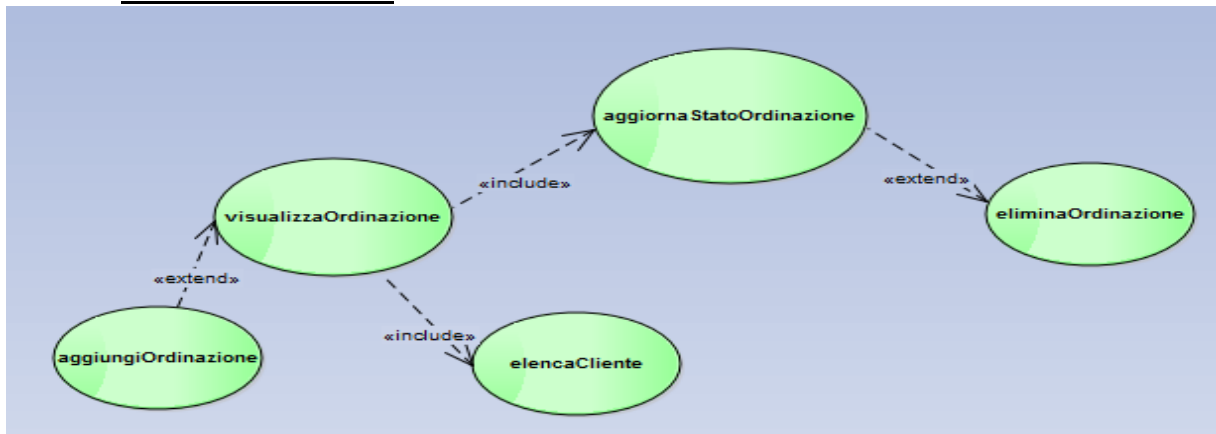 aggiornaStatoOrdinazione
«include»
«extend»
visualizzaOrdinazione
eliminaOrdinazione
«extend»
«include»
aggiungiOrdinazione
elencaCliente